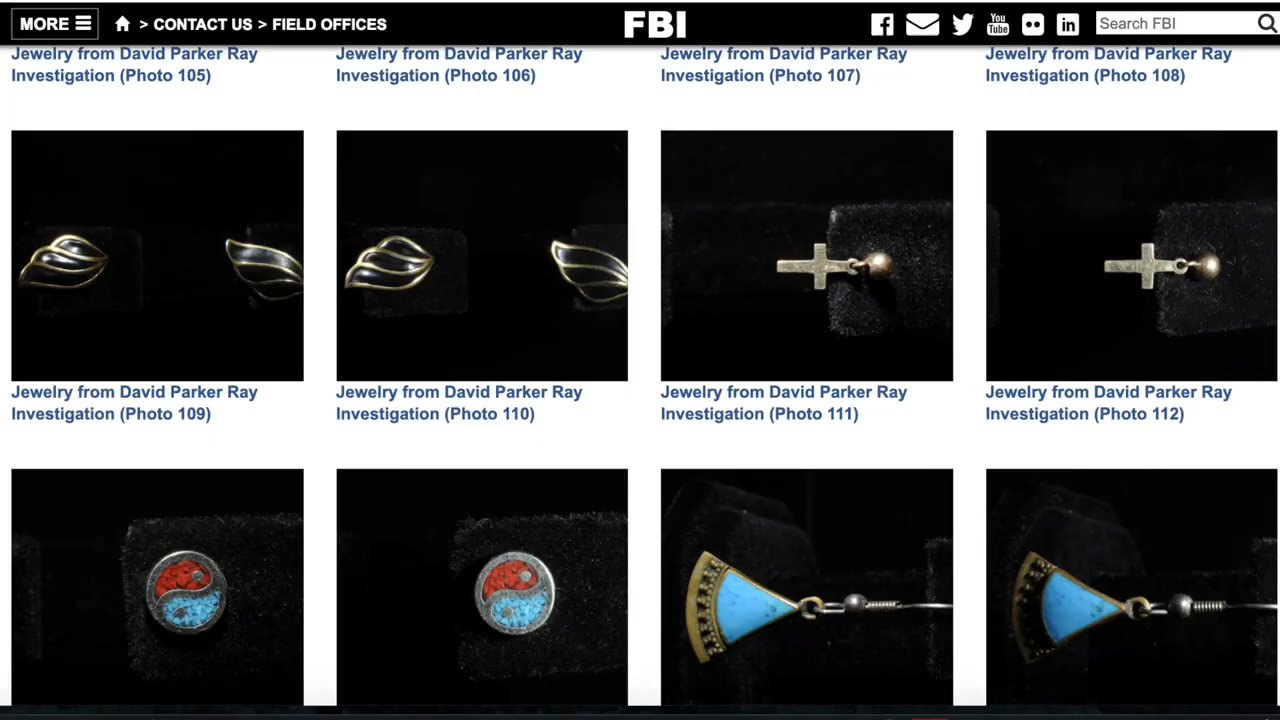 MORE > CONTACT US > FIELD OFFICES FBI You Tube in Search FBI
Jewelry from David Parker Ray
Investigation (Photo 105)
Jewelry from David Parker Ray
Investigation (Photo 106)
Jewelry from David Parker Ray
Investigation (Photo 107)
Jewelry from David Parker Ray
Investigation (Photo 108)
Jewelry from David Parker Ray
Investigation (Photo 109)
Jewelry from David Parker Ray
Investigation (Photo 110)
Jewelry from David Parker Ray
Investigation (Photo 111)
Jewelry from David Parker Ray
Investigation (Photo 112)